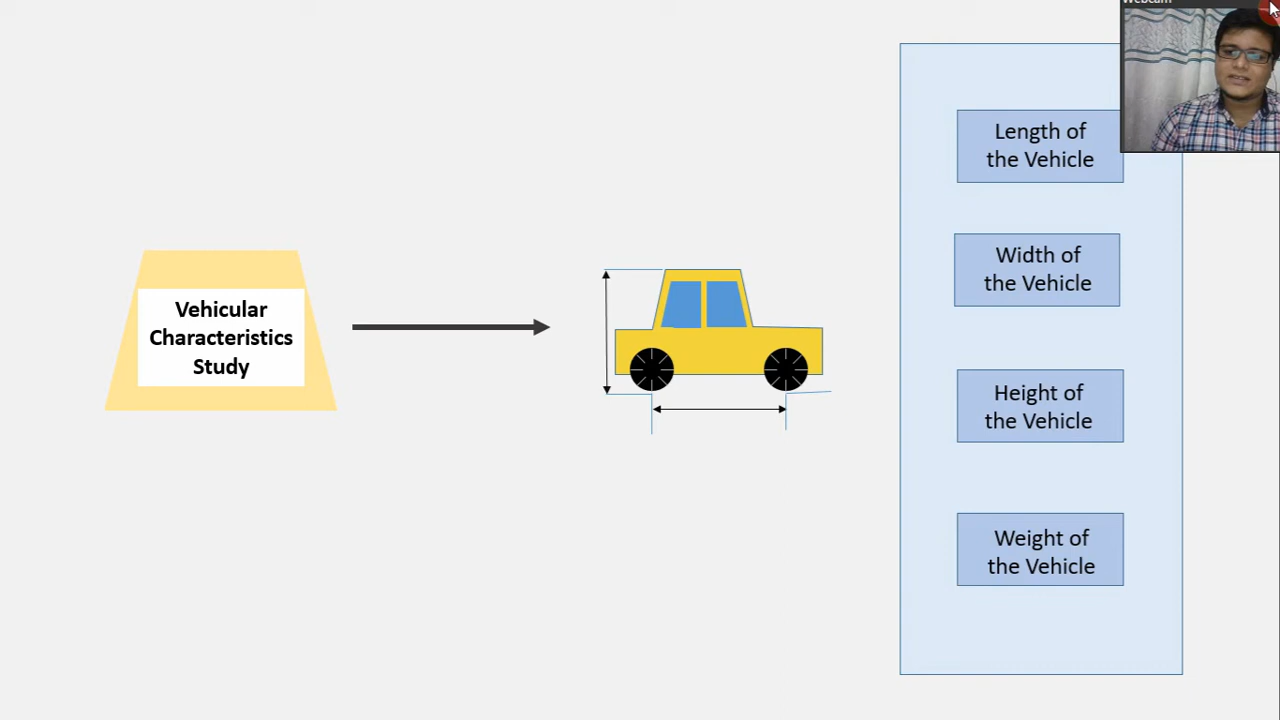 Webcam
Length of
the Vehicle
Width of
the Vehicle
Vehicular
Characteristics
Study
Height of
the Vehicle
Weight of
the Vehicle